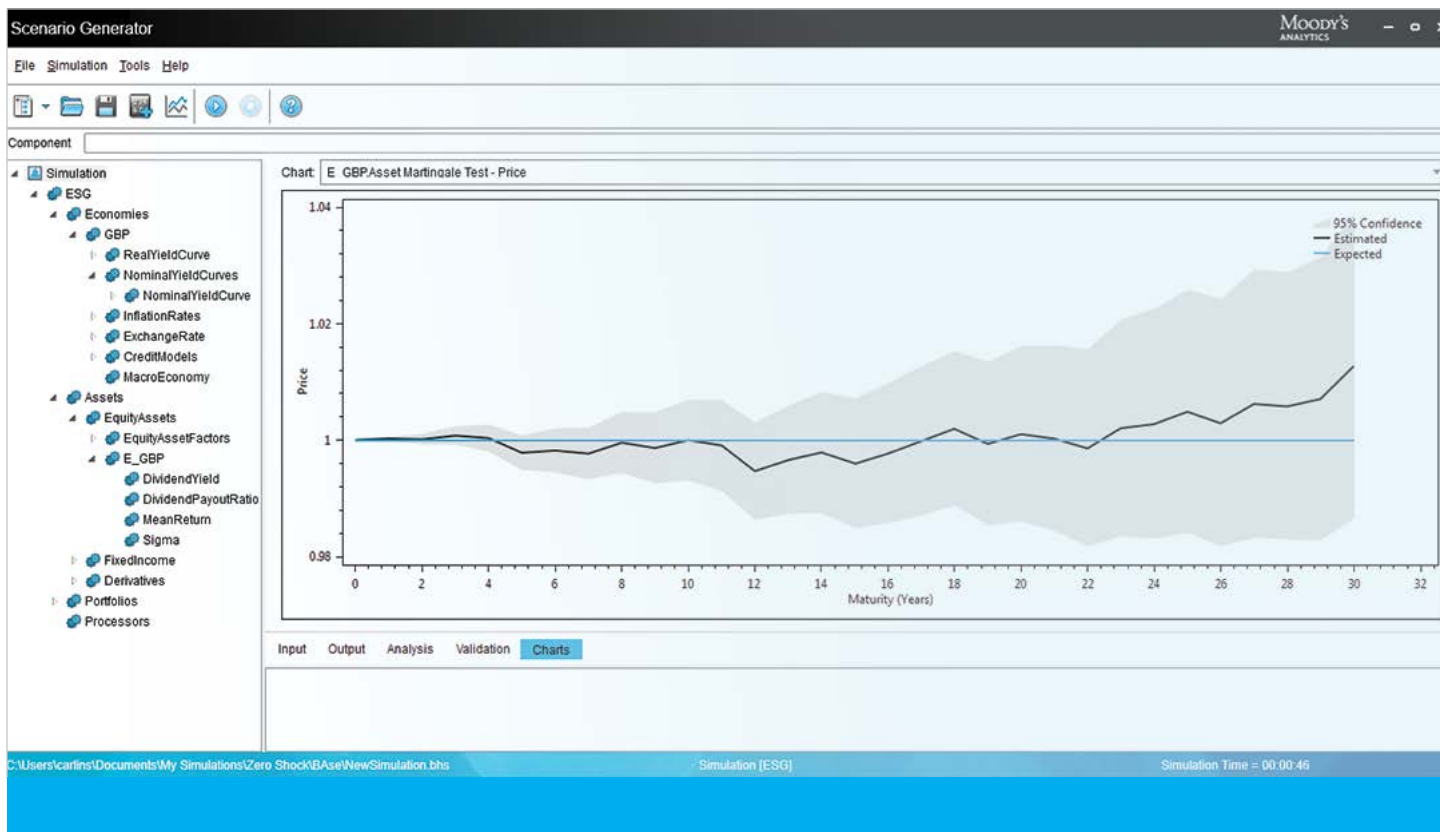 Scenario Generator
MOODY'S
ANALYTICS
File Simulation Tools Help
Component
Simulation
ESG
Economies
GBP
RealYieldCurve
NominalYieldCurves
NominalYieldCurve
InflationRates
ExchangeRate
CreditModels
MacroEconomy
Assets
EquityAssets
EquityAssetFactors
E_GBP
DividendYield
DividendPayoutRatio
MeanReturn
Sigma
FixedIncome
Derivatives
Portfolios
Processors
Chart: E_GBP.Asset Martingale Test - Price
1.04
1.02
1
0.98
Price
95% Confidence
Estimated
Expected
0 2 4 6 8 10 12 14 16 18 20 22 24 26 28 30 32
Maturity (Years)
Input Output Analysis Validation Charts
C:\Users\carlins\Documents\My Simulations\Zero Shock\BAse\NewSimulation.bhs Simulation [ESG] Simulation Time = 00:00:46